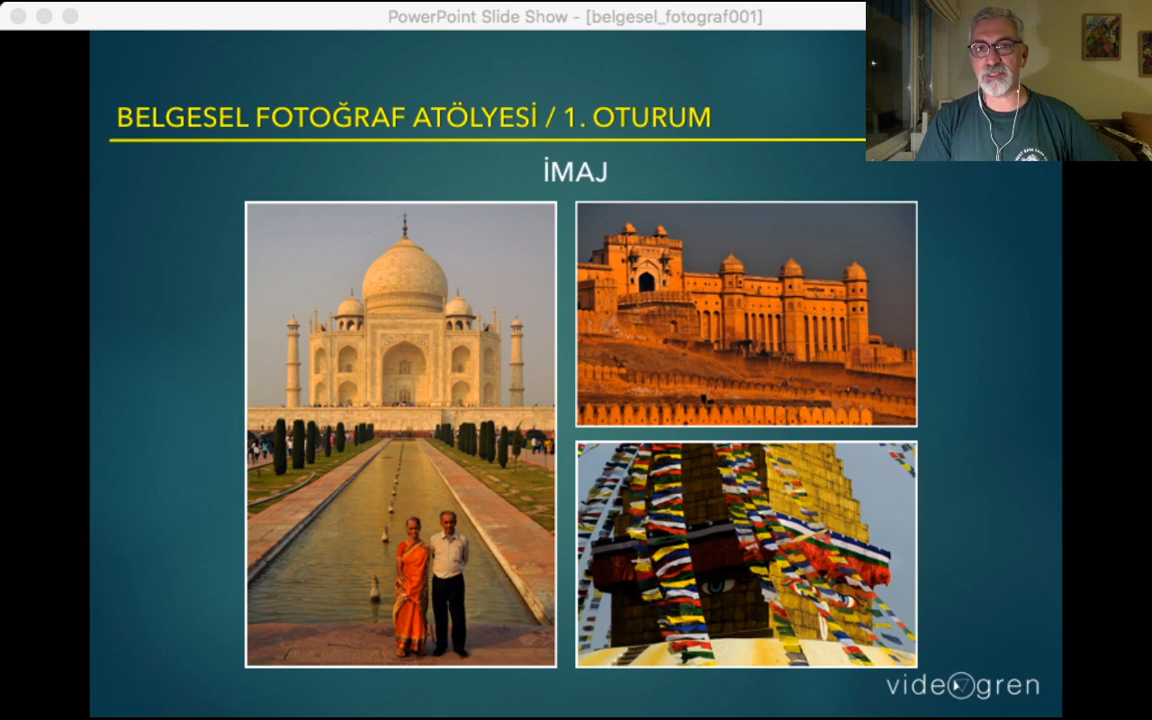 PowerPoint Slide Show - [belgesel_fotograf001]
BELGESEL FOTOĞRAF ATÖLYESİ / 1. OTURUM
İMAJ
videogren